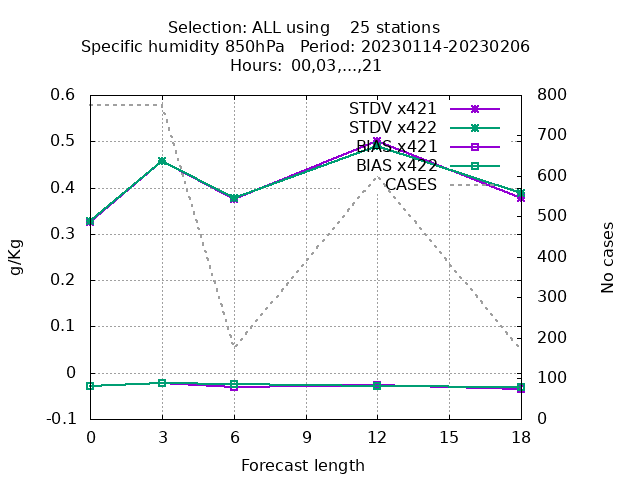 Selection: ALL using 25 stations
Specific humidity 850hPa Period: 20230114-20230206
Hours: 00,03,...,21
0.6
0.5
0.4
0.3
0.2
0.1
0
-0.1
g/Kg
STDV x421
STDV x422
BIAS x421
BIAS x422
CASES
800
700
600
500
400
300
200
100
0
No cases
0 3 6 9 12 15 18
Forecast length